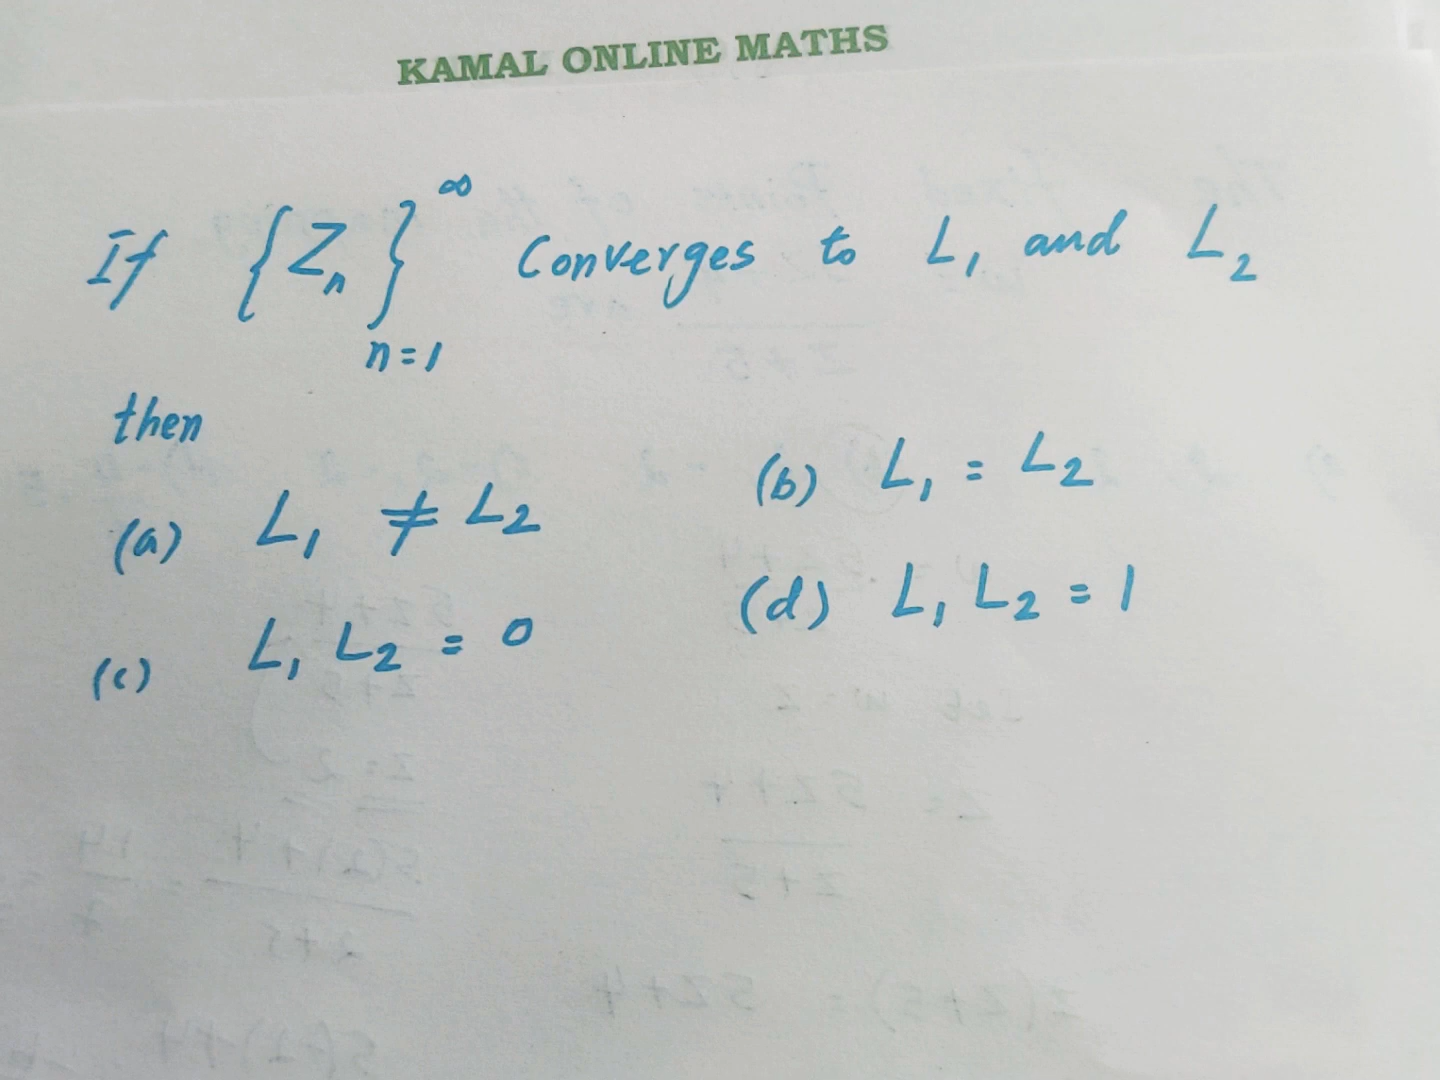 KAMAL ONLINE MATHS
If {Zₙ}ₙ₌₁^∞ Converges to L₁ and L₂
then
(a) L₁ ≠ L₂ (b) L₁ = L₂
(c) L₁ L₂ = 0 (d) L₁ L₂ = 1